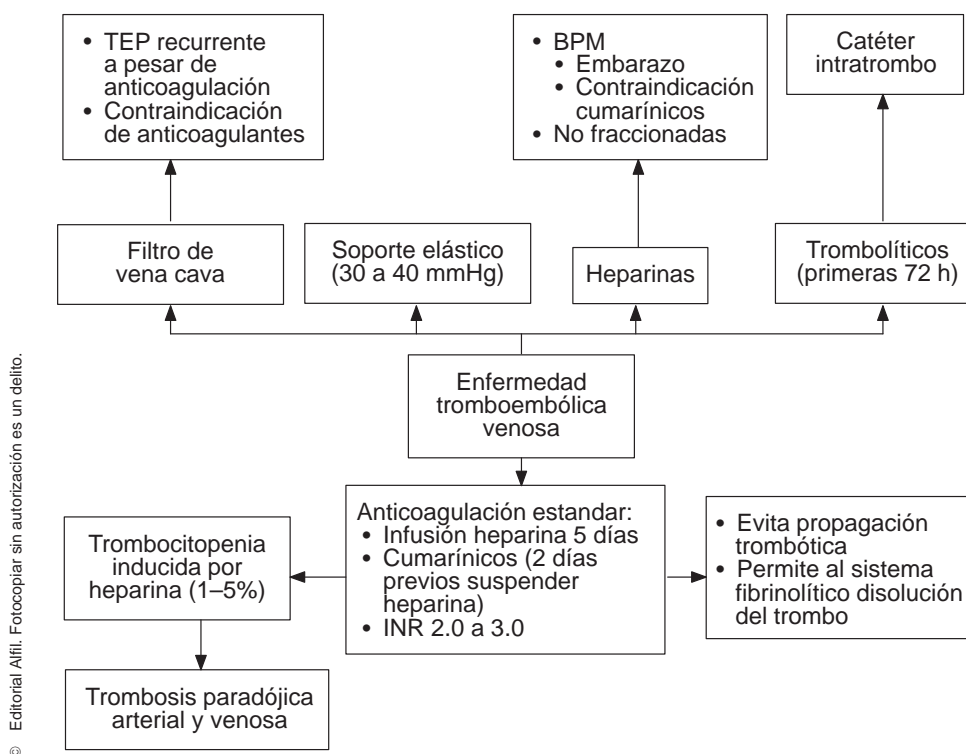 • TEP recurrente
a pesar de
anticoagulación
• Contraindicación
de anticoagulantes
• BPM
• Embarazo
• Contraindicación
cumarínicos
• No fraccionadas
Catéter
intratrombo
Filtro de
vena cava
Soporte elástico
(30 a 40 mmHg)
Heparinas
Trombolíticos
(primeras 72 h)
Enfermedad
tromboembólica
venosa
Trombocitopenia
inducida por
heparina (1–5%)
Anticoagulación estandar:
• Infusión heparina 5 días
• Cumarínicos (2 días
previos suspender
heparina)
• INR 2.0 a 3.0
• Evita propagación
trombótica
• Permite al sistema
fibrinolítico disolución
del trombo
Trombosis paradójica
arterial y venosa
© Editorial Alfil. Fotocopiar sin autorización es un delito.